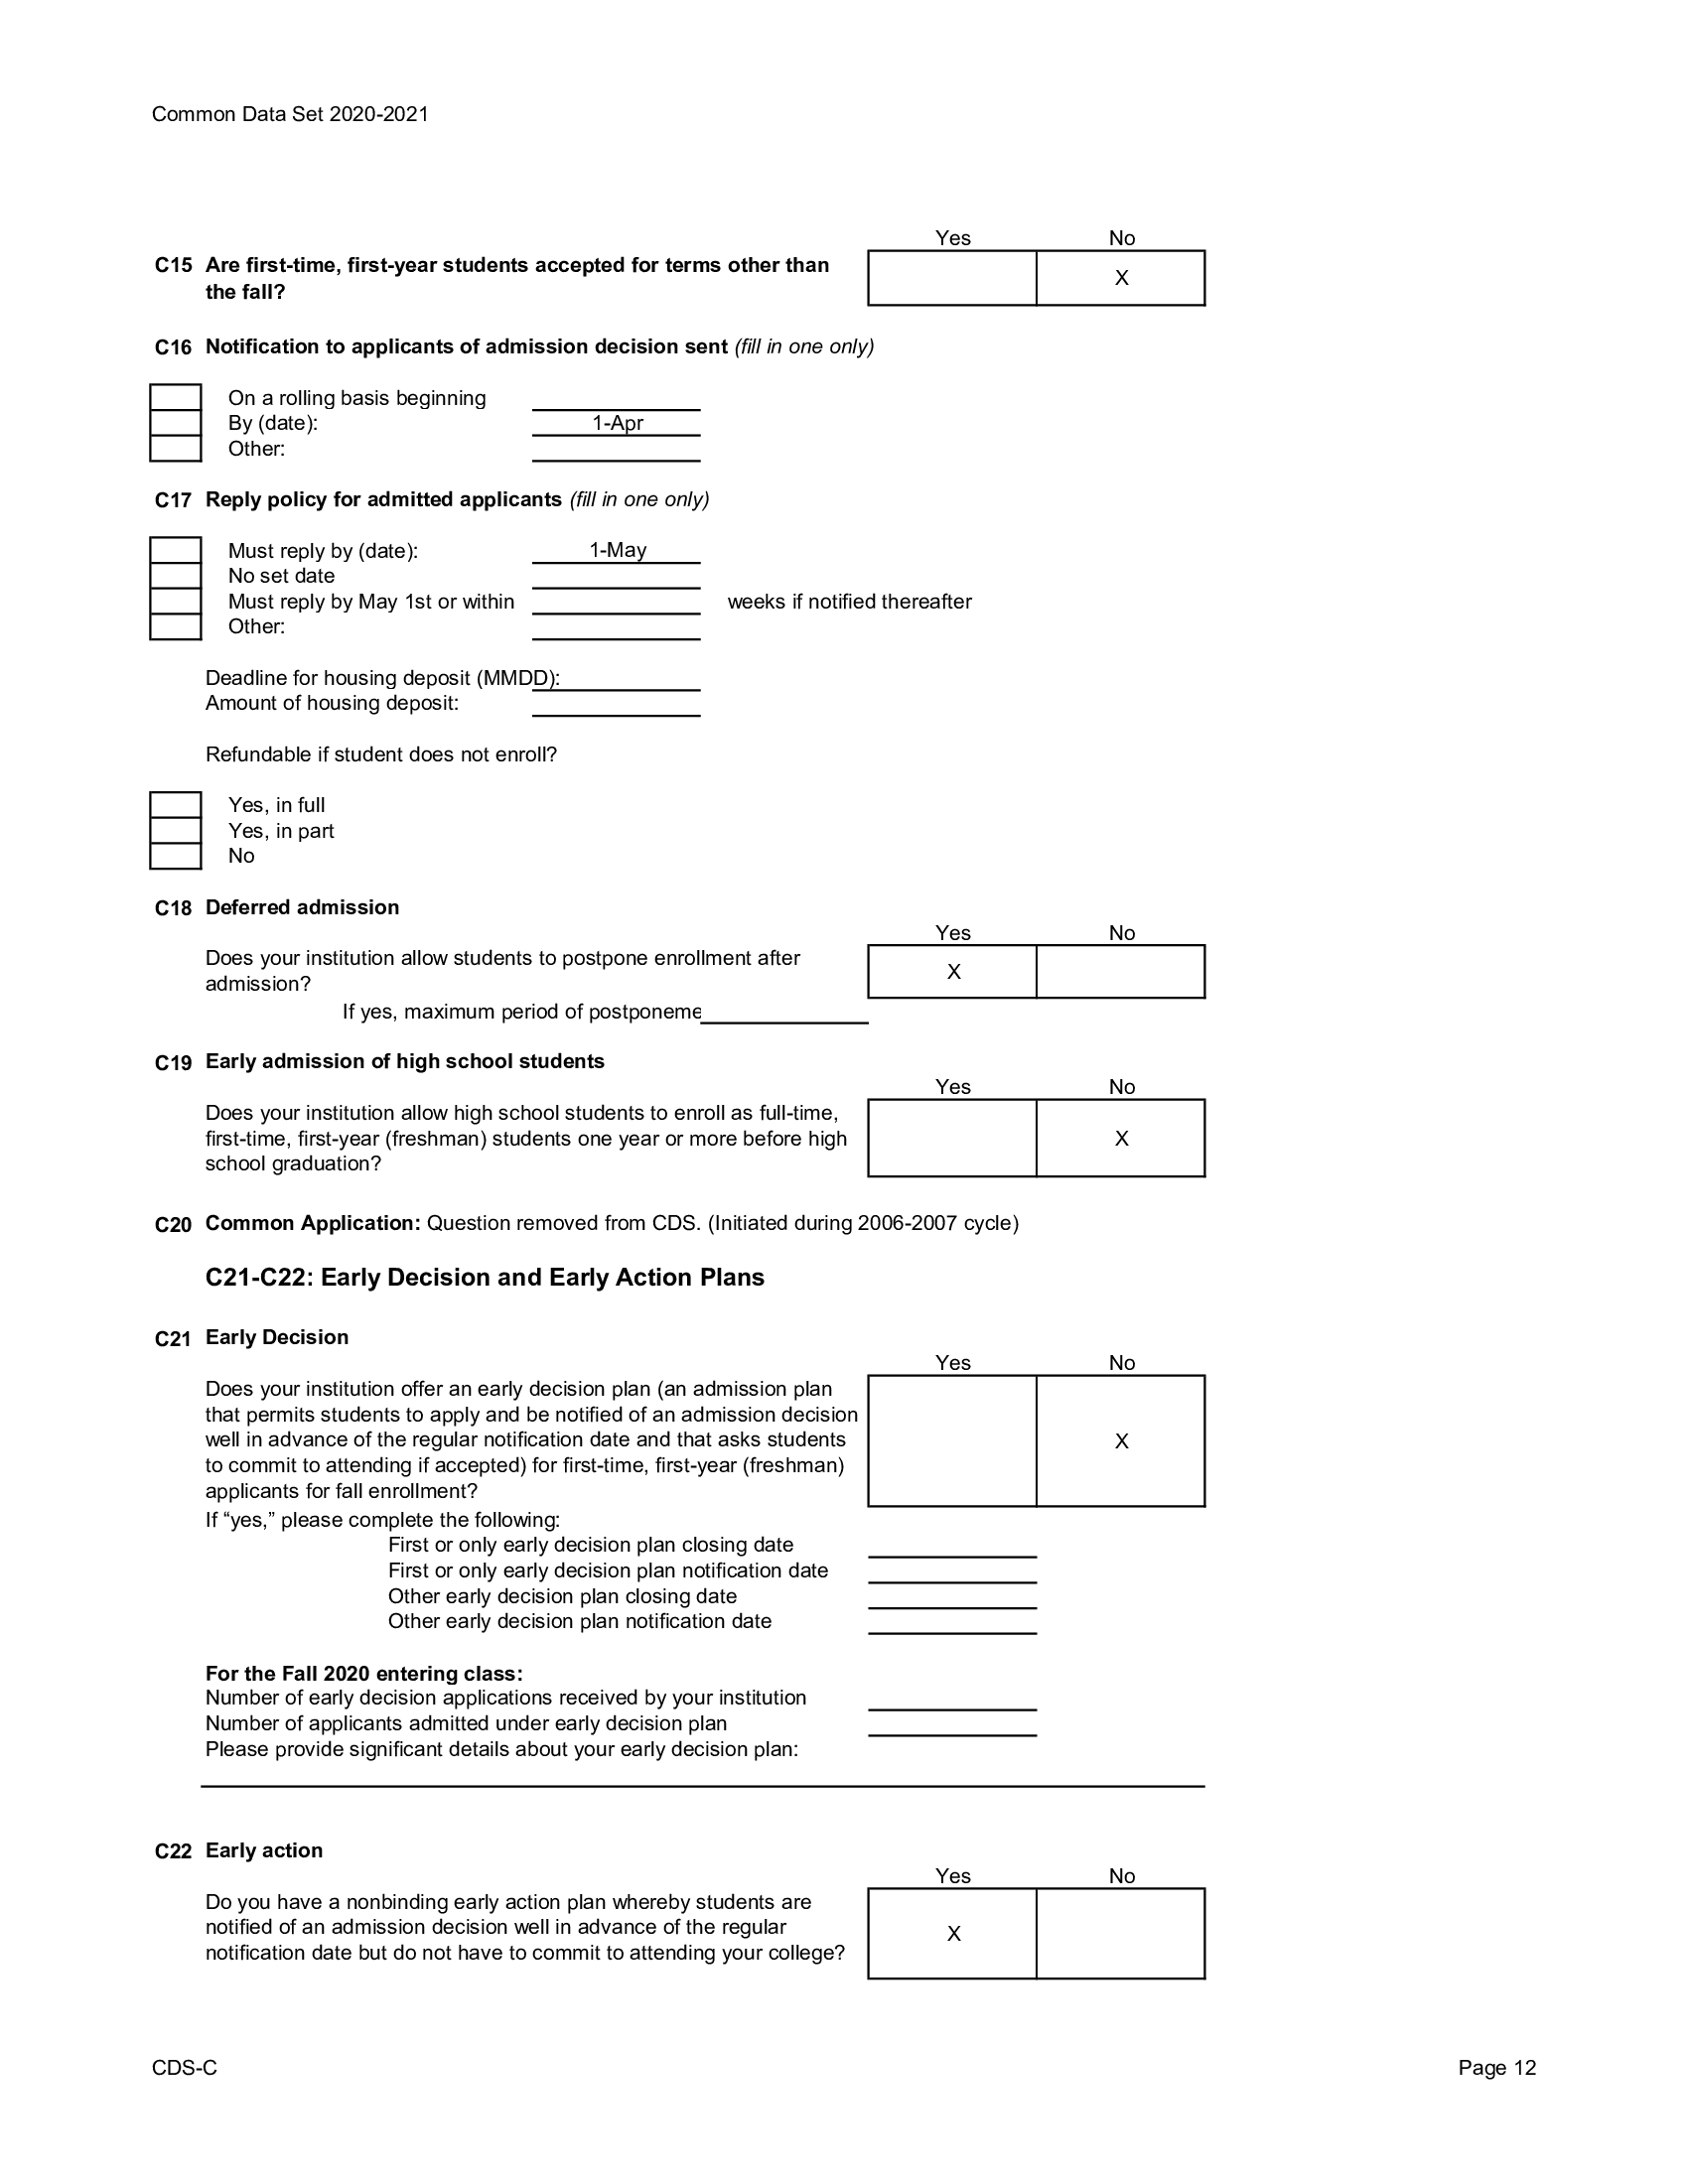 Common Data Set 2020-2021
Yes No
C15 Are first-time, first-year students accepted for terms other than
the fall?
X
C16 Notification to applicants of admission decision sent (fill in one only)
On a rolling basis beginning
By (date): 1-Apr
Other:
C17 Reply policy for admitted applicants (fill in one only)
Must reply by (date): 1-May
No set date
Must reply by May 1st or within weeks if notified thereafter
Other:
Deadline for housing deposit (MMDD):
Amount of housing deposit:
Refundable if student does not enroll?
Yes, in full
Yes, in part
No
C18 Deferred admission
Yes No
Does your institution allow students to postpone enrollment after
admission?
X
If yes, maximum period of postponeme
C19 Early admission of high school students
Yes No
Does your institution allow high school students to enroll as full-time,
first-time, first-year (freshman) students one year or more before high X
school graduation?
C20 Common Application: Question removed from CDS. (Initiated during 2006-2007 cycle)
C21-C22: Early Decision and Early Action Plans
C21 Early Decision
Yes No
Does your institution offer an early decision plan (an admission plan
that permits students to apply and be notified of an admission decision
well in advance of the regular notification date and that asks students X
to commit to attending if accepted) for first-time, first-year (freshman)
applicants for fall enrollment?
If “yes,” please complete the following:
First or only early decision plan closing date
First or only early decision plan notification date
Other early decision plan closing date
Other early decision plan notification date
For the Fall 2020 entering class:
Number of early decision applications received by your institution
Number of applicants admitted under early decision plan
Please provide significant details about your early decision plan:
C22 Early action
Yes No
Do you have a nonbinding early action plan whereby students are
notified of an admission decision well in advance of the regular X
notification date but do not have to commit to attending your college?
CDS-C Page 12